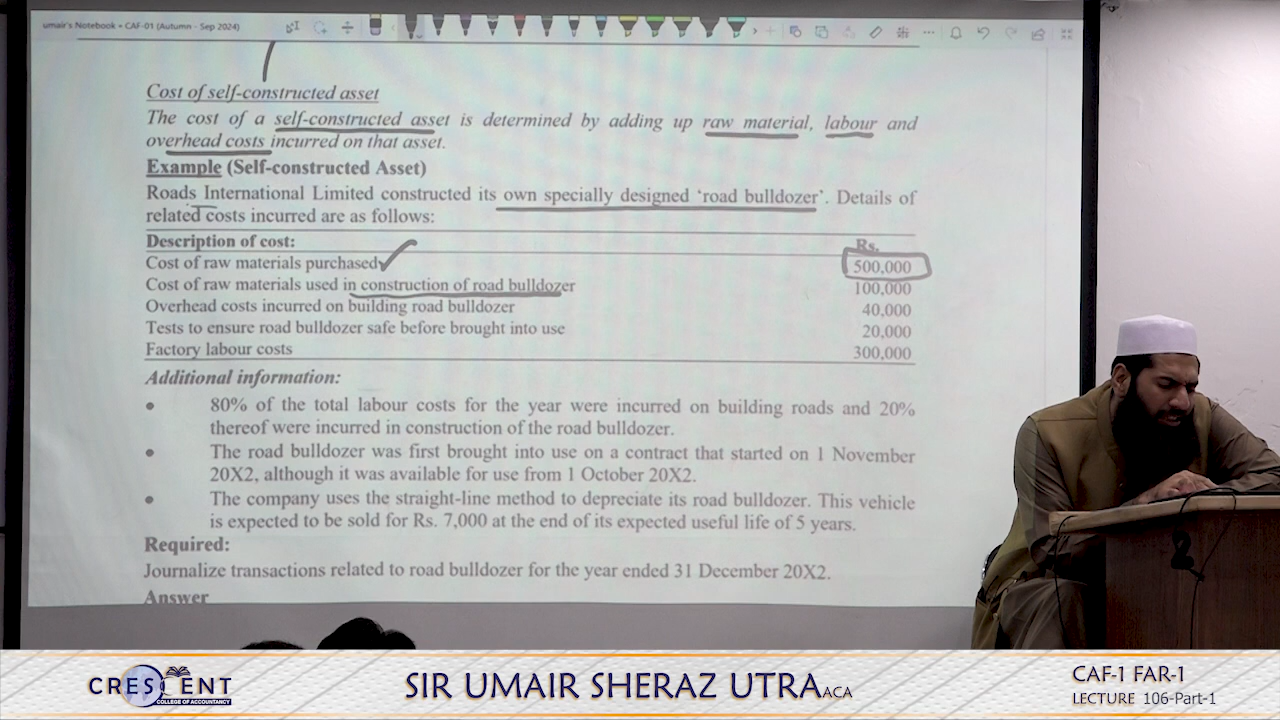 umair's Notebook - CAF-01 (Autumn - Sep 2024)
Cost of self-constructed asset
The cost of a self-constructed asset is determined by adding up raw material, labour and
overhead costs incurred on that asset.
Example (Self-constructed Asset)
Roads International Limited constructed its own specially designed ‘road bulldozer’. Details of
related costs incurred are as follows:
Description of cost: Rs.
Cost of raw materials purchased 500,000
Cost of raw materials used in construction of road bulldozer 100,000
Overhead costs incurred on building road bulldozer 40,000
Tests to ensure road bulldozer safe before brought into use 20,000
Factory labour costs 300,000
Additional information:
• 80% of the total labour costs for the year were incurred on building roads and 20%
thereof were incurred in construction of the road bulldozer.
• The road bulldozer was first brought into use on a contract that started on 1 November
20X2, although it was available for use from 1 October 20X2.
• The company uses the straight-line method to depreciate its road bulldozer. This vehicle
is expected to be sold for Rs. 7,000 at the end of its expected useful life of 5 years.
Required:
Journalize transactions related to road bulldozer for the year ended 31 December 20X2.
Answer
2
CRESCENT
COLLEGE OF ACCOUNTANCY
SIR UMAIR SHERAZ UTRA ACA
CAF-1 FAR-1
LECTURE 106-Part-1